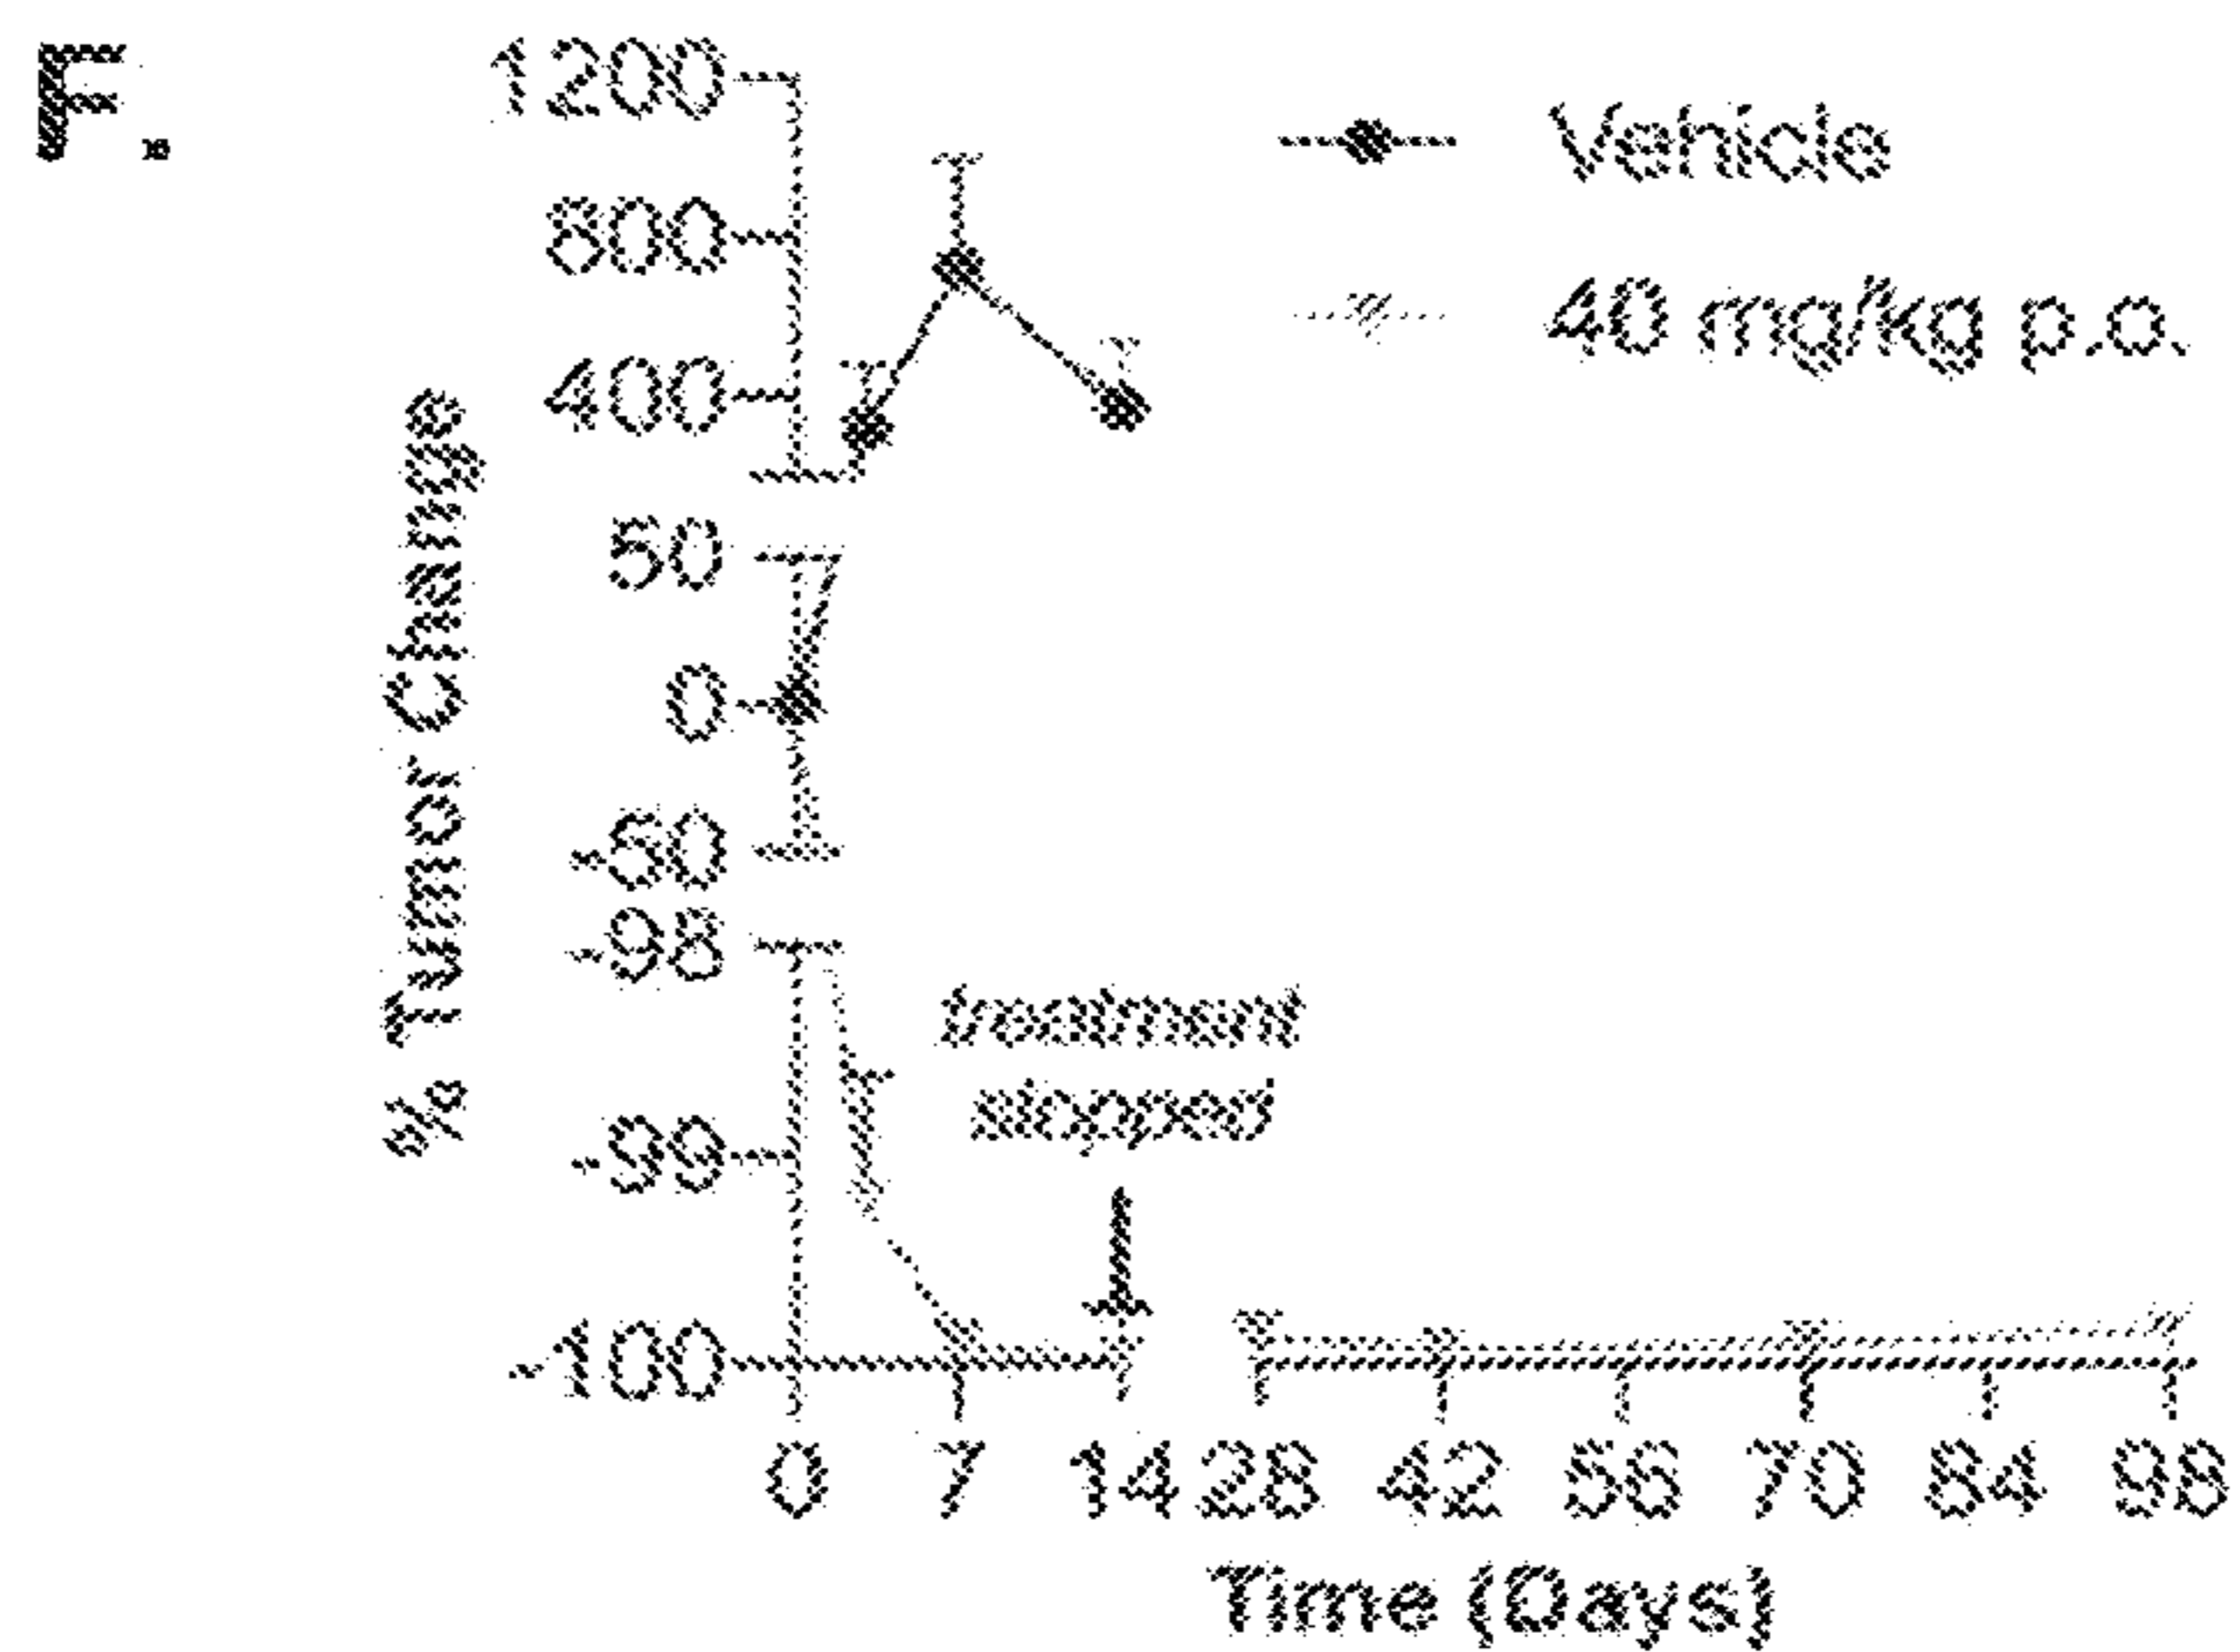 F.
1200
800
400
50
0
-50
-98
-99
-100
% Tumor Change
Vehicle
40 mg/kg p.o.
treatment
stopped
0 7 14 28 42 56 70 84 98
Time (Days)